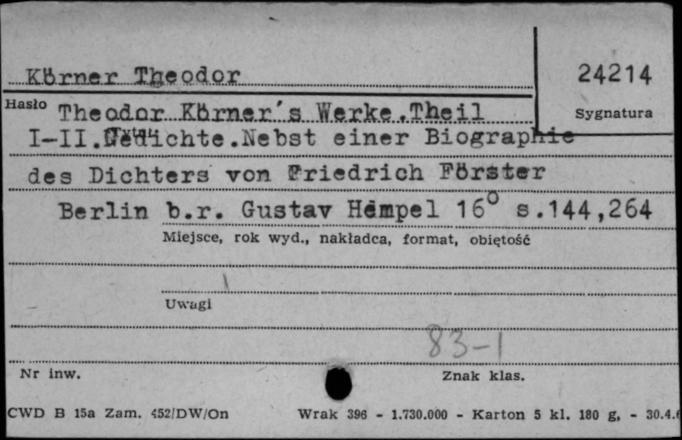 Körner Theodor
24214
Hasło
Sygnatura
Theodor Körner's Werke.Theil
I-II.Gedichte.Nebst einer Biographie
des Dichters von Friedrich Förster
Berlin b.r. Gustav Hempel 16° s.144,264
Miejsce, rok wyd., nakładca, format, objętość
Uwagi
83-1
Nr inw.
Znak klas.
CWD B 15a Zam. 452/DW/On
Wrak 396 - 1.730.000 - Karton 5 kl. 180 g, - 30.4.